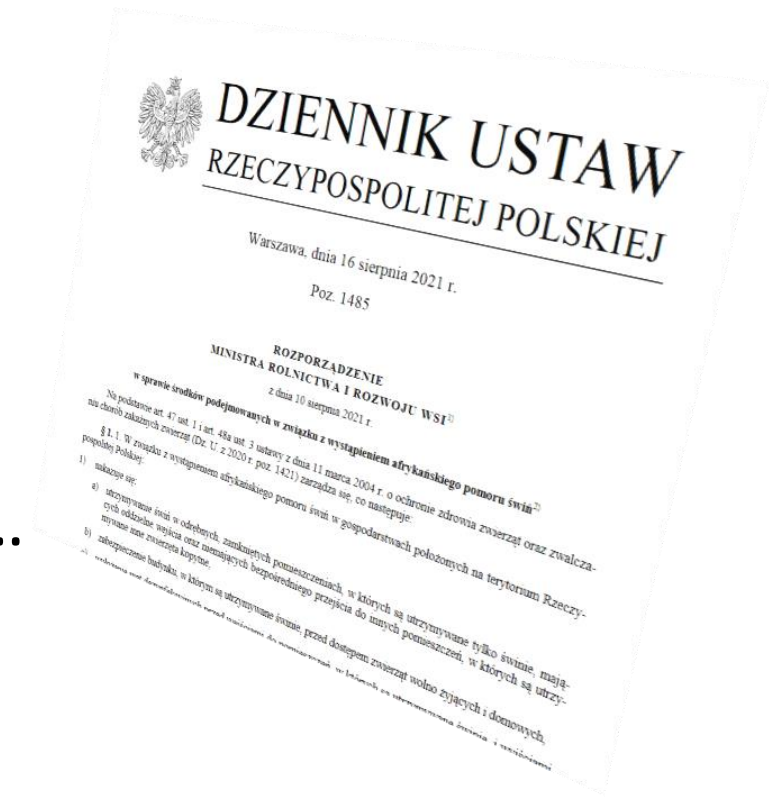 DZIENNIK USTAW
RZECZYPOSPOLITEJ POLSKIEJ
Warszawa, dnia 16 sierpnia 2021 r.
Poz. 1485
ROZPORZĄDZENIE
MINISTRA ROLNICTWA I ROZWOJU WSI1)
z dnia 10 sierpnia 2021 r.
w sprawie środków podejmowanych w związku z wystąpieniem afrykańskiego pomoru świń2)
Na podstawie art. 47 ust. 1 i art. 48a ust. 3 ustawy z dnia 11 marca 2004 r. o ochronie zdrowia zwierząt oraz zwalcza-
niu chorób zakaźnych zwierząt (Dz. U. z 2020 r. poz. 1421) zarządza się, co następuje:
§ 1. 1. W związku z wystąpieniem afrykańskiego pomoru świń w gospodarstwach położonych na terytorium Rzeczy-
pospolitej Polskiej:
1) nakazuje się:
a) utrzymywanie świń w odrębnych, zamkniętych pomieszczeniach, w których są utrzymywane tylko świnie, mają-
cych oddzielne wejścia oraz niemających bezpośredniego przejścia do innych pomieszczeń, w których są utrzy-
mywane inne zwierzęta kopytne,
b) zabezpieczenie budynku, w którym są utrzymywane świnie, przed dostępem zwierząt wolno żyjących i domowych,
..